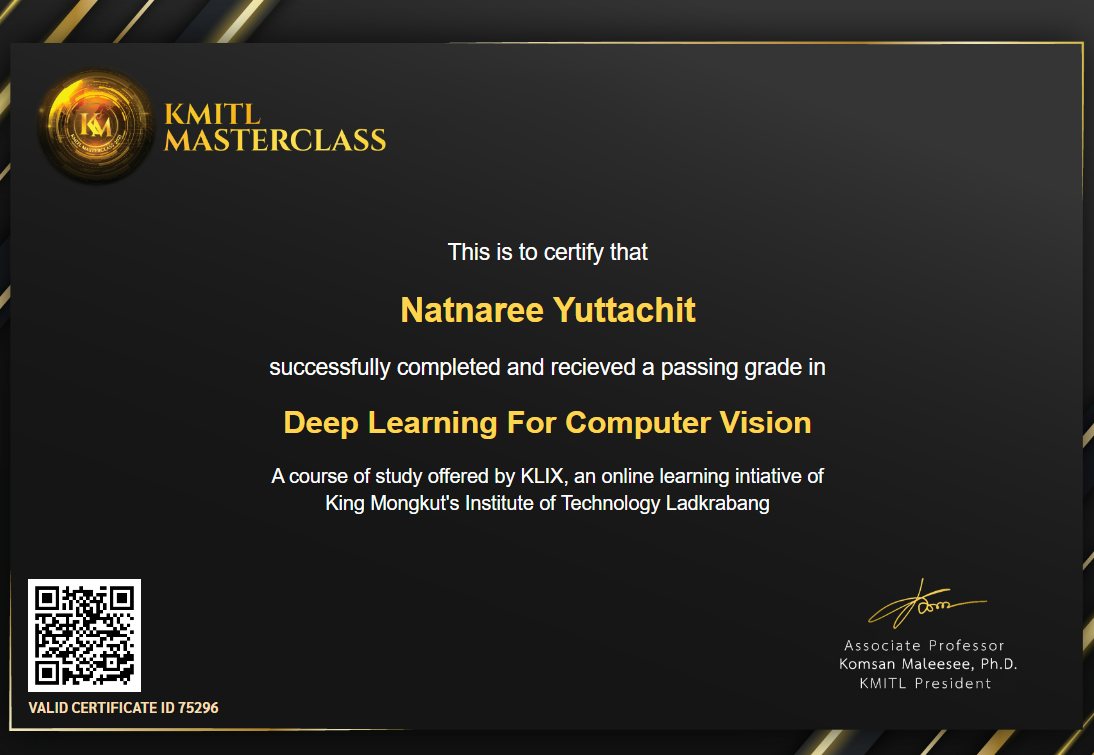 KM
KMITL
MASTERCLASS
This is to certify that
Natnaree Yuttachit
successfully completed and recieved a passing grade in
Deep Learning For Computer Vision
A course of study offered by KLIX, an online learning intiative of
King Mongkut's Institute of Technology Ladkrabang
VALID CERTIFICATE ID 75296
Associate Professor
Komsan Maleesee, Ph.D.
KMITL President